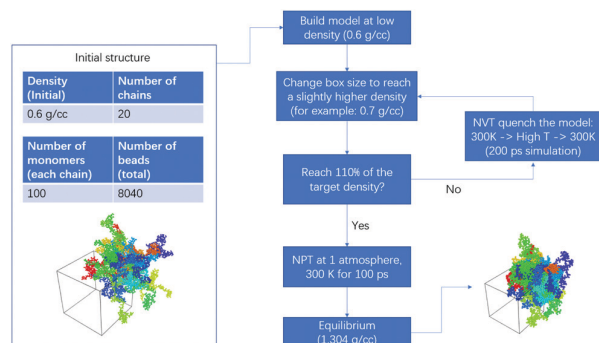 Initial structure
Density
(Initial)
Number of
chains
0.6 g/cc
20
Number of
monomers
(each chain)
Number of
beads
(total)
100
8040
Build model at low
density (0.6 g/cc)
Change box size to reach
a slightly higher density
(for example: 0.7 g/cc)
NVT quench the model:
300K -> High T -> 300K
(200 ps simulation)
Reach 110% of the
target density?
No
Yes
NPT at 1 atmosphere,
300 K for 100 ps
Equilibrium
(1.304 g/cc)